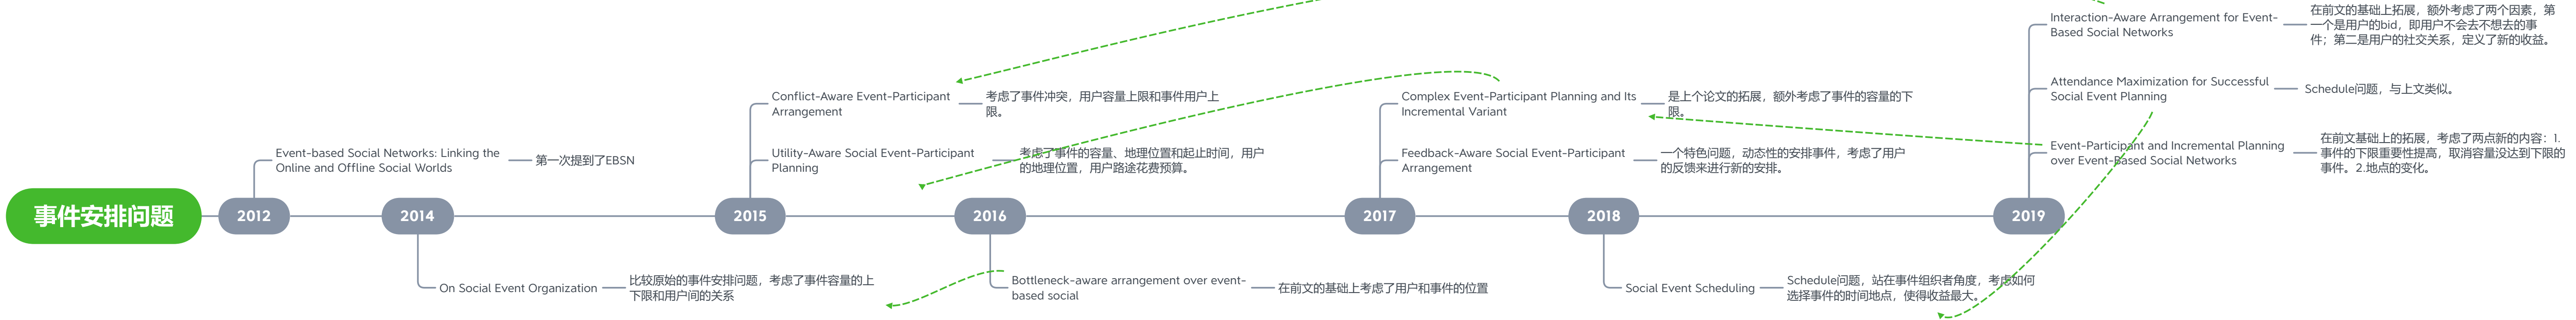 事件安排问题
2012
Event-based Social Networks: Linking the
Online and Offline Social Worlds
第一次提到了EBSN
2014
On Social Event Organization
比较原始的事件安排问题，考虑了事件容量的上
下限和用户间的关系
2015
Conflict-Aware Event-Participant
Arrangement
考虑了事件冲突，用户容量上限和事件用户上
限。
Utility-Aware Social Event-Participant
Planning
考虑了事件的容量、地理位置和起止时间，用户
的地理位置，用户路途花费预算。
2016
Bottleneck-aware arrangement over event-
based social
在前文的基础上考虑了用户和事件的位置
2017
Complex Event-Participant Planning and Its
Incremental Variant
是上个论文的拓展，额外考虑了事件的容量的下
限。
Feedback-Aware Social Event-Participant
Arrangement
一个特色问题，动态性的安排事件，考虑了用户
的反馈来进行新的安排。
2018
Social Event Scheduling
Schedule问题，站在事件组织者角度，考虑如何
选择事件的时间地点，使得收益最大。
2019
Interaction-Aware Arrangement for Event-
Based Social Networks
在前文的基础上拓展，额外考虑了两个因素，第
一个是用户的bid，即用户不会去不想去的事
件；第二是用户的社交关系，定义了新的收益。
Attendance Maximization for Successful
Social Event Planning
Schedule问题，与上文类似。
Event-Participant and Incremental Planning
over Event-Based Social Networks
在前文基础上的拓展，考虑了两点新的内容：1.
事件的下限重要性提高，取消容量没达到下限的
事件。2.地点的变化。